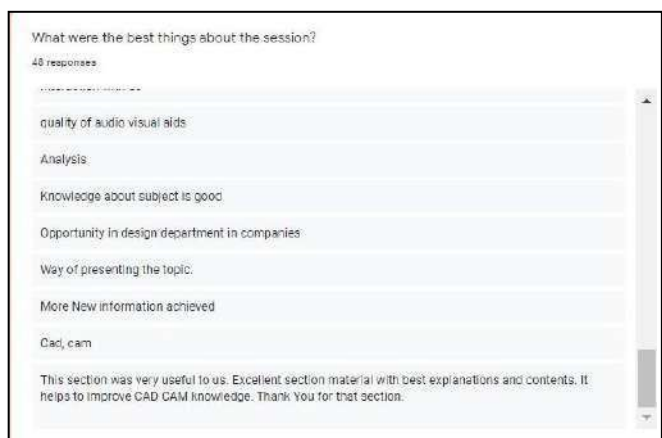 What were the best things about the session?
48 responses
quality of audio visual aids
Analysis
Knowledge about subject is good
Opportunity in design department in companies
Way of presenting the topic.
More New information achieved
Cad, cam
This section was very useful to us. Excellent section material with best explanations and contents. It
helps to improve CAD CAM knowledge. Thank You for that section.